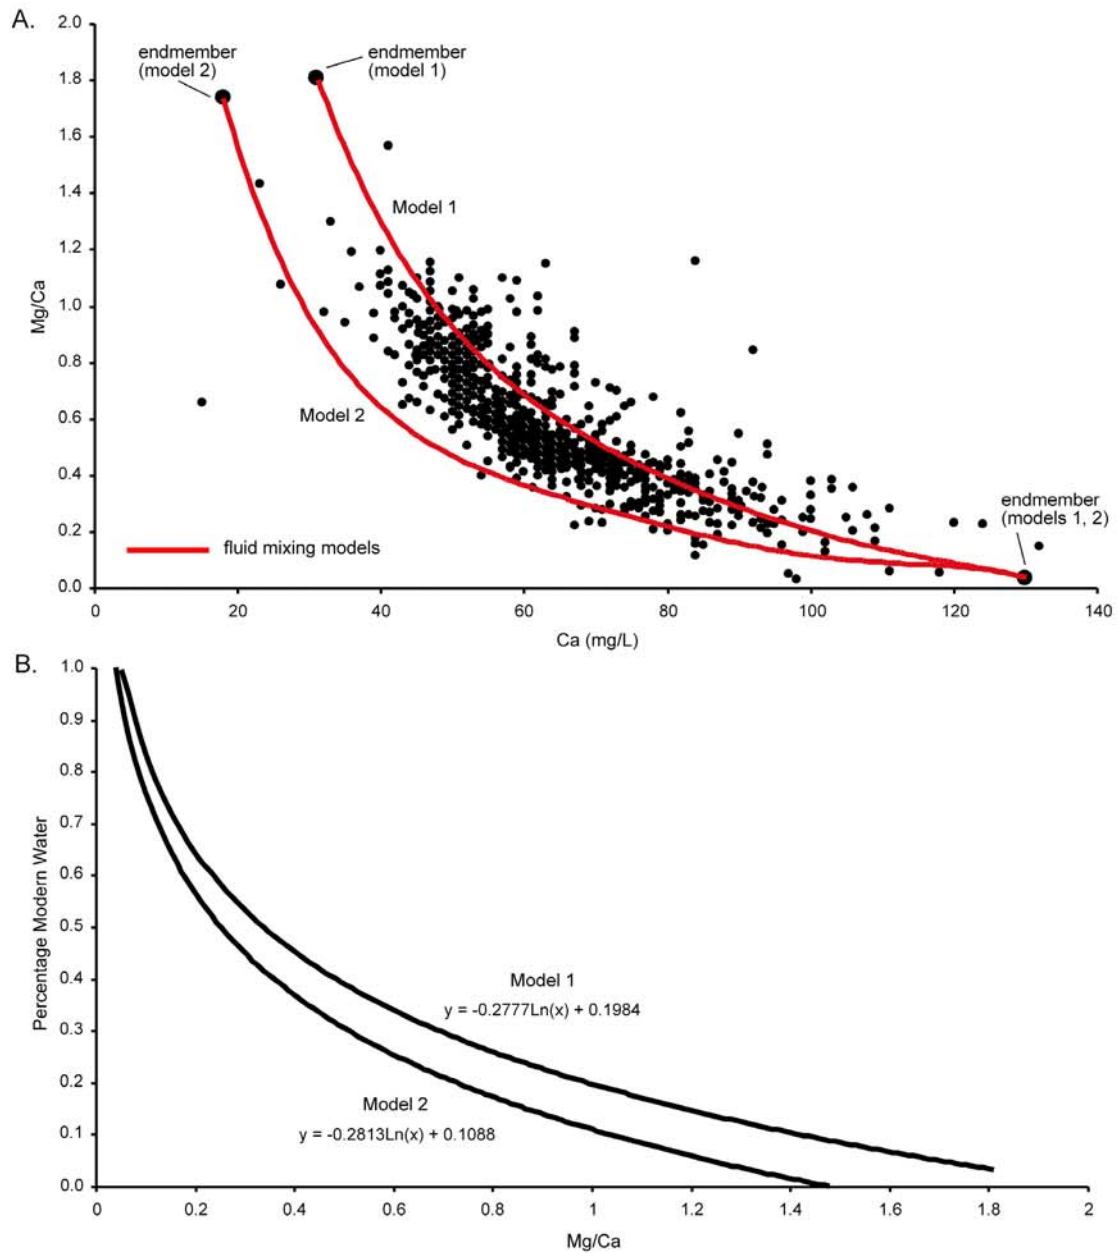 A.
2.0
1.8
1.6
1.4
1.2
1.0
0.8
0.6
0.4
0.2
0.0
Mg/Ca
endmember
(model 2)
endmember
(model 1)
Model 1
Model 2
endmember
(models 1, 2)
fluid mixing models
0 20 40 60 80 100 120 140
Ca (mg/L)
B.
1.0
0.9
0.8
0.7
0.6
0.5
0.4
0.3
0.2
0.1
0.0
Percentage Modern Water
Model 1
y = -0.2777Ln(x) + 0.1984
Model 2
y = -0.2813Ln(x) + 0.1088
0 0.2 0.4 0.6 0.8 1 1.2 1.4 1.6 1.8 2
Mg/Ca